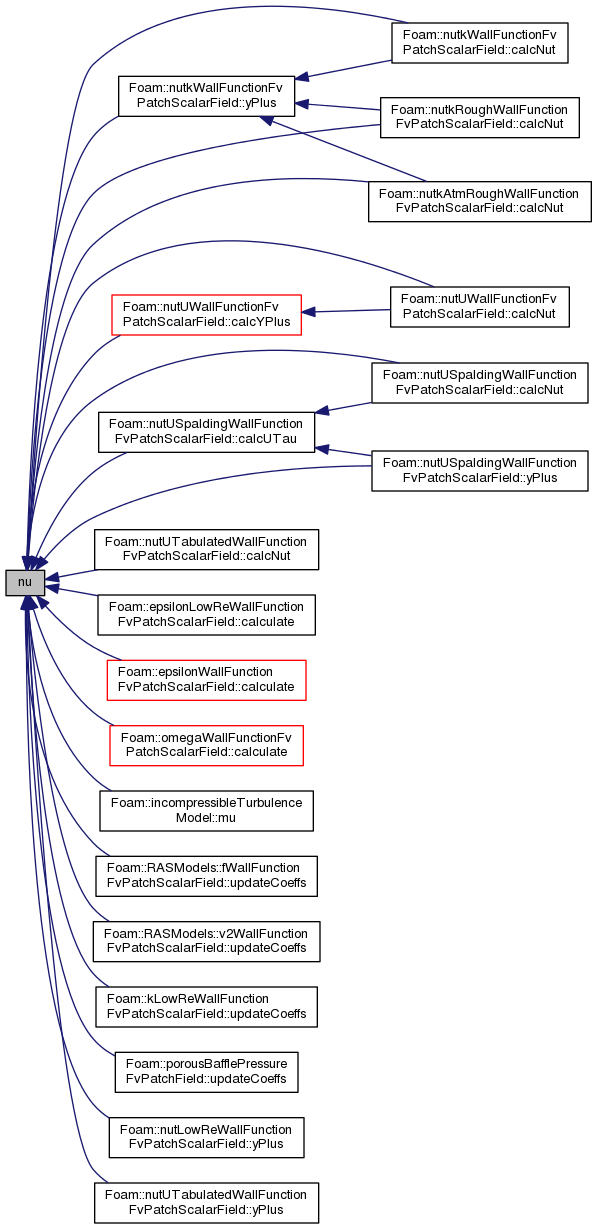 Foam::nutkWallFunctionFv
PatchScalarField::calcNut
Foam::nutkWallFunctionFv
PatchScalarField::yPlus
Foam::nutkRoughWallFunction
FvPatchScalarField::calcNut
Foam::nutkAtmRoughWallFunction
FvPatchScalarField::calcNut
Foam::nutUWallFunctionFv
PatchScalarField::calcYPlus
Foam::nutUWallFunctionFv
PatchScalarField::calcNut
Foam::nutUSpaldingWallFunction
FvPatchScalarField::calcNut
Foam::nutUSpaldingWallFunction
FvPatchScalarField::calcUTau
Foam::nutUSpaldingWallFunction
FvPatchScalarField::yPlus
Foam::nutUTabulatedWallFunction
FvPatchScalarField::calcNut
nu
Foam::epsilonLowReWallFunction
FvPatchScalarField::calculate
Foam::epsilonWallFunction
FvPatchScalarField::calculate
Foam::omegaWallFunctionFv
PatchScalarField::calculate
Foam::incompressibleTurbulence
Model::mu
Foam::RASModels::fWallFunction
FvPatchScalarField::updateCoeffs
Foam::RASModels::v2WallFunction
FvPatchScalarField::updateCoeffs
Foam::kLowReWallFunction
FvPatchScalarField::updateCoeffs
Foam::porousBafflePressure
FvPatchField::updateCoeffs
Foam::nutLowReWallFunction
FvPatchScalarField::yPlus
Foam::nutUTabulatedWallFunction
FvPatchScalarField::yPlus